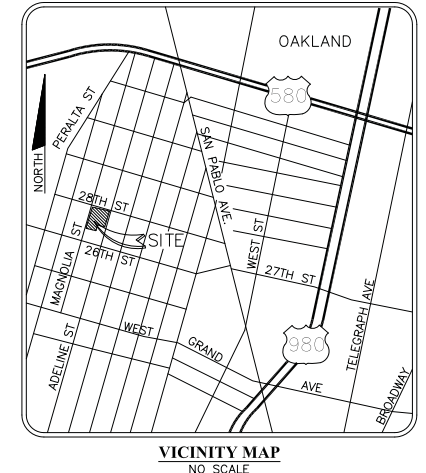 OAKLAND
580
PERALTA ST
NORTH
SAN PABLO AVE.
28TH ST
SITE
WEST ST
MAGNOLIA ST
26TH ST
27TH ST
TELEGRAPH AVE
WEST GRAND AVE
980
ADELINE ST
BROADWAY
VICINITY MAP
NO SCALE